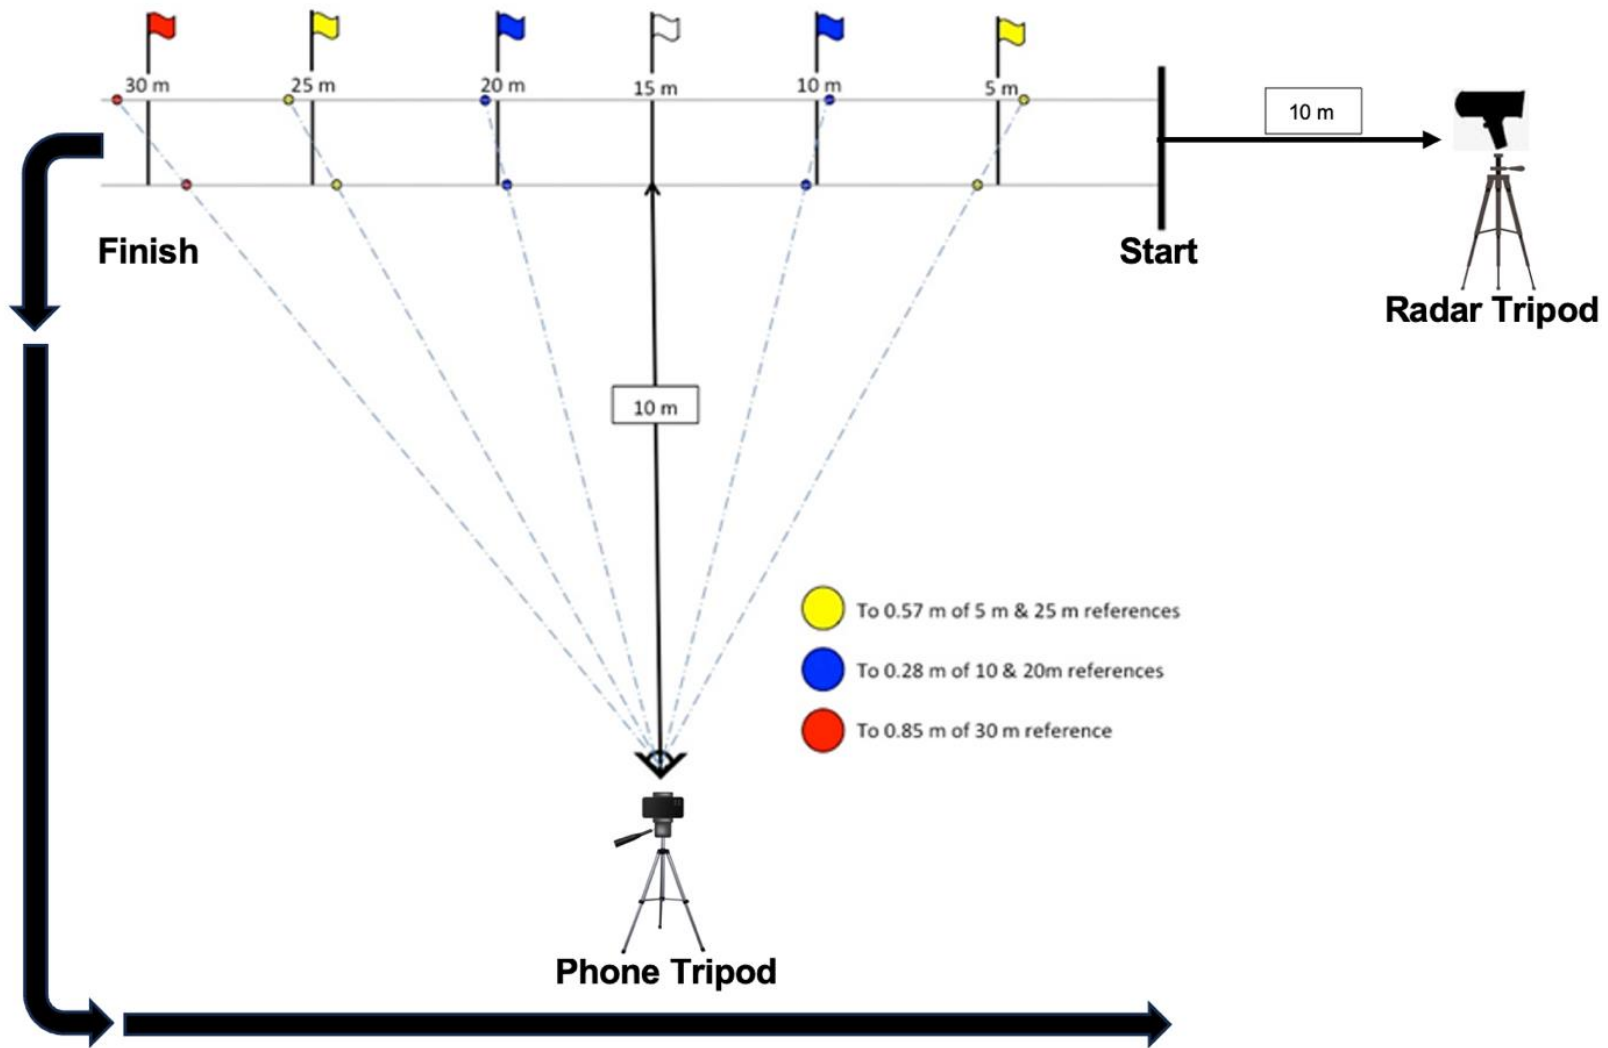 30 m
25 m
20 m
15 m
10 m
5 m
10 m
Finish
Start
Radar Tripod
10 m
To 0.57 m of 5 m & 25 m references
To 0.28 m of 10 & 20m references
To 0.85 m of 30 m reference
Phone Tripod